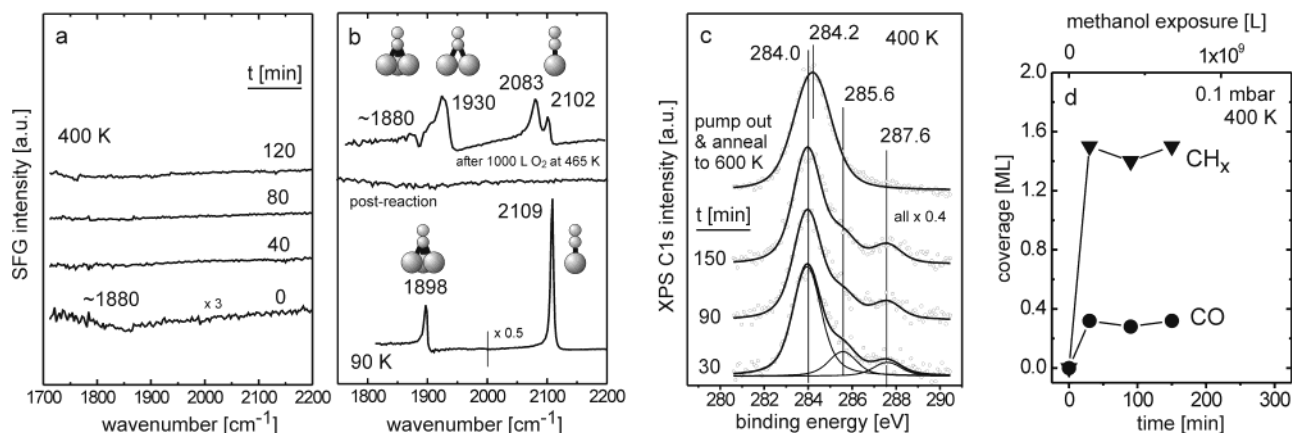 a
t [min]
400 K
120
80
40
~1880
x 3
0
SFG intensity [a.u.]
1700 1800 1900 2000 2100 2200
wavenumber [cm-1]
b
2083
2102
1930
~1880
after 1000 L O2 at 465 K
post-reaction
2109
1898
x 0.5
90 K
1800 1900 2000 2100 2200
wavenumber [cm-1]
c
284.2
400 K
284.0
285.6
287.6
pump out
& anneal
to 600 K
all x 0.4
t [min]
150
90
30
XPS C1s intensity [a.u.]
280 282 284 286 288 290
binding energy [eV]
methanol exposure [L]
0
1x10⁹
2.0
d
0.1 mbar
400 K
1.6
CHx
1.2
0.8
0.4
CO
0.0
coverage [ML]
0 100 200 300
time [min]